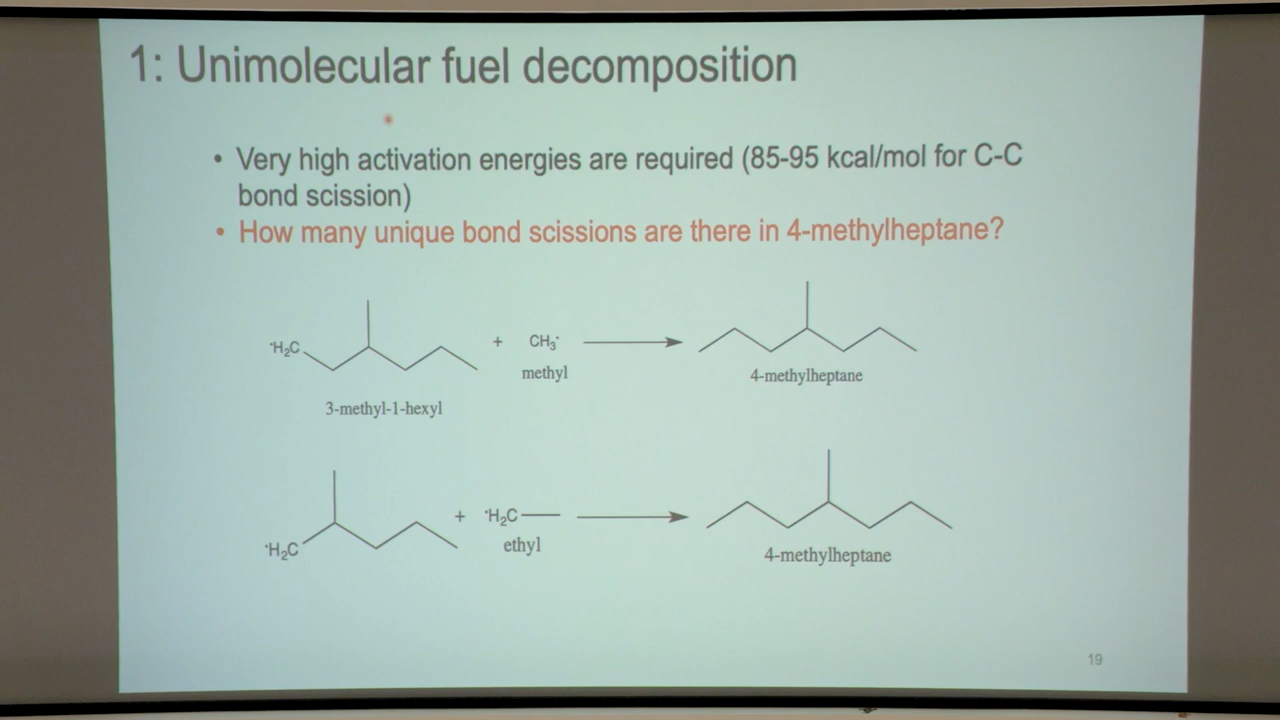 1: Unimolecular fuel decomposition
• Very high activation energies are required (85-95 kcal/mol for C-C
bond scission)
• How many unique bond scissions are there in 4-methylheptane?
·H₂C + CH₃·
methyl
4-methylheptane
3-methyl-1-hexyl
·H₂C + ·H₂C
ethyl
4-methylheptane
19